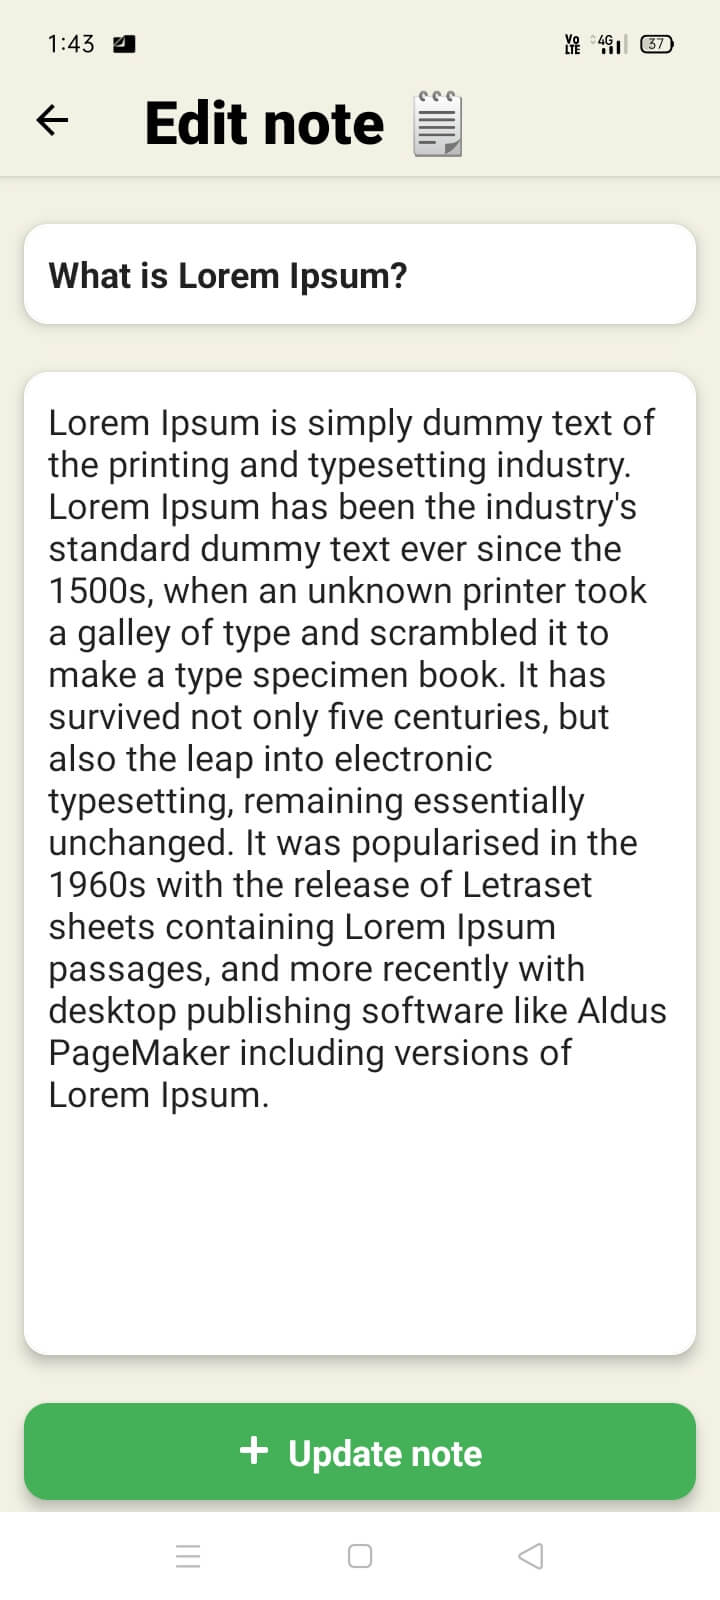 1:43 Vo LTE 4G 37
Edit note
What is Lorem Ipsum?
Lorem Ipsum is simply dummy text of
the printing and typesetting industry.
Lorem Ipsum has been the industry's
standard dummy text ever since the
1500s, when an unknown printer took
a galley of type and scrambled it to
make a type specimen book. It has
survived not only five centuries, but
also the leap into electronic
typesetting, remaining essentially
unchanged. It was popularised in the
1960s with the release of Letraset
sheets containing Lorem Ipsum
passages, and more recently with
desktop publishing software like Aldus
PageMaker including versions of
Lorem Ipsum.
+ Update note